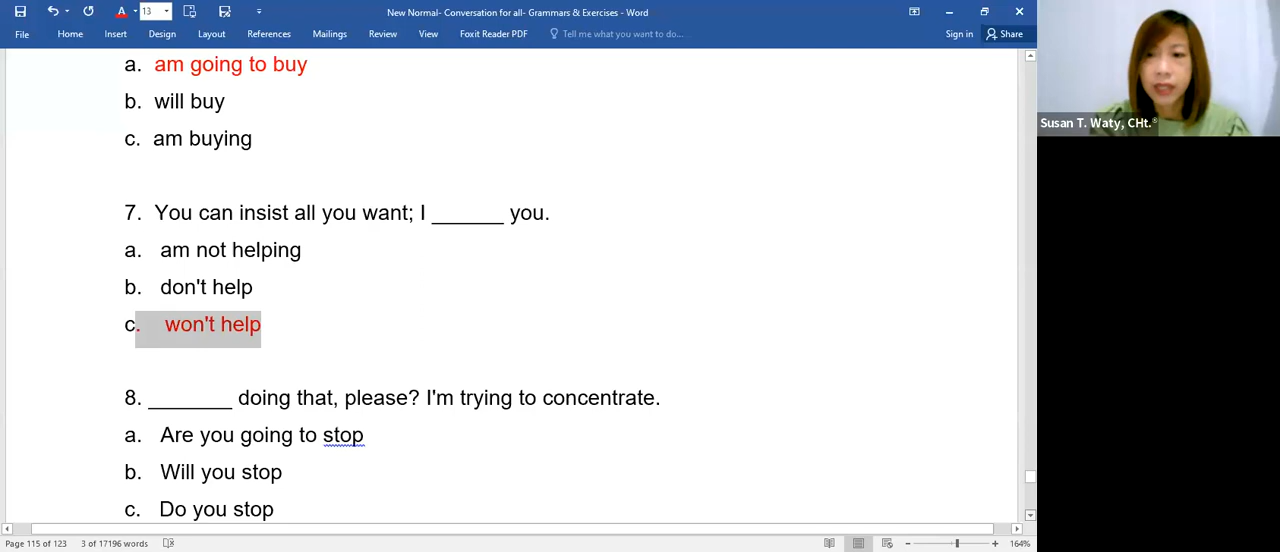 13
New Normal- Conversation for all- Grammars & Exercises - Word
File Home Insert Design Layout References Mailings Review View Foxit Reader PDF Tell me what you want to do... Sign in Share
a. am going to buy
b. will buy
c. am buying
7. You can insist all you want; I ______ you.
a. am not helping
b. don't help
c. won't help
8. _______ doing that, please? I'm trying to concentrate.
a. Are you going to stop
b. Will you stop
c. Do you stop
Page 115 of 123 3 of 17196 words 164%
Susan T. Waty, CHt.®